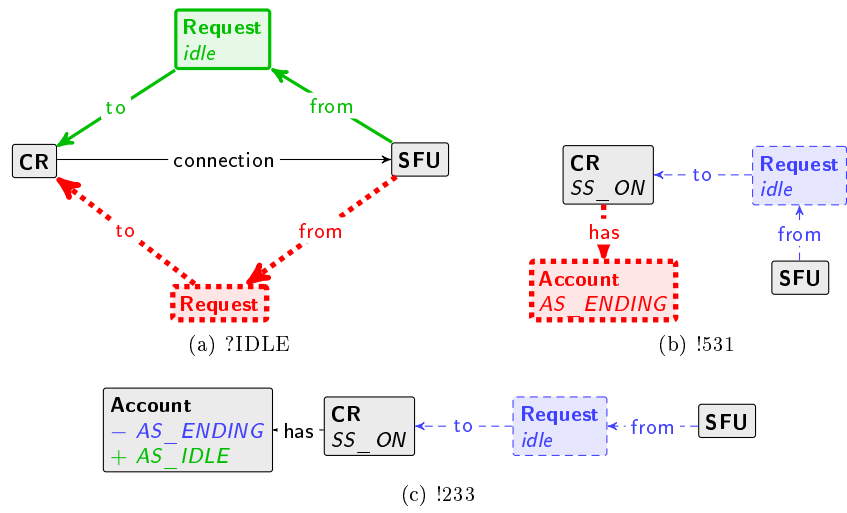 Request
idle
to
from
CR
connection
SFU
to
from
Request
(a) ?IDLE
CR
SS_ON
to
Request
idle
has
from
Account
AS_ENDING
SFU
(b) !531
Account
− AS_ENDING
+ AS_IDLE
has
CR
SS_ON
to
Request
idle
from
SFU
(c) !233